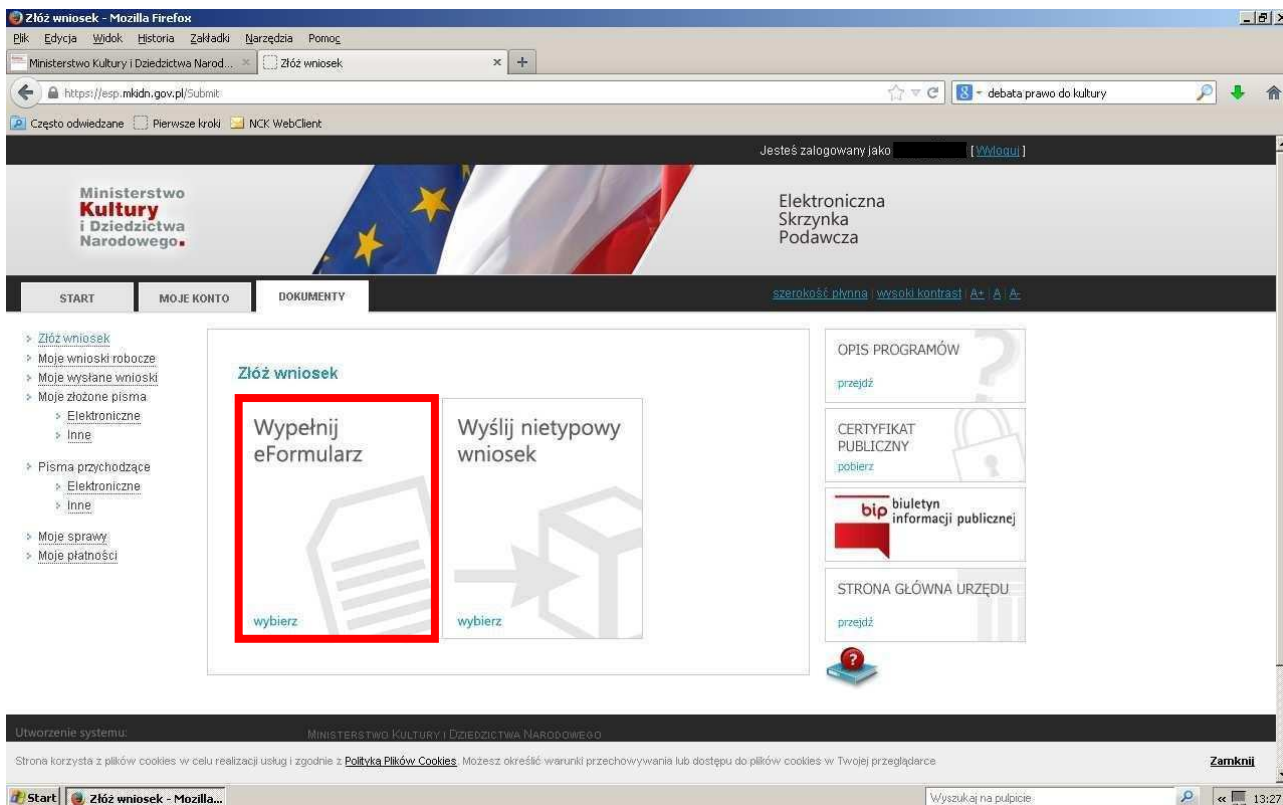 Złóż wniosek - Mozilla Firefox
Plik Edycja Widok Historia Zakładki Narzędzia Pomoc
Ministerstwo Kultury i Dziedzictwa Narod... × Złóż wniosek × +
https://esp.mkidn.gov.pl/Submit
debata prawo do kultury
Często odwiedzane Pierwsze kroki NCK WebClient
Jesteś zalogowany jako [ Wyloguj ]
Ministerstwo
Kultury
i Dziedzictwa
Narodowego.
Elektroniczna
Skrzynka
Podawcza
START MOJE KONTO DOKUMENTY
szerokość płynna | wysoki kontrast | A+ | A | A-
Złóż wniosek
Moje wnioski robocze
Moje wysłane wnioski
Moje złożone pisma
Elektroniczne
Inne
Pisma przychodzące
Elektroniczne
Inne
Moje sprawy
Moje płatności
Złóż wniosek
Wypełnij
eFormularz
wybierz
Wyślij nietypowy
wniosek
wybierz
OPIS PROGRAMÓW
przejdź
CERTYFIKAT
PUBLICZNY
pobierz
bip biuletyn
informacji publicznej
STRONA GŁÓWNA URZĘDU
przejdź
Utworzenie systemu: MINISTERSTWO KULTURY I DZIEDZICTWA NARODOWEGO
Strona korzysta z plików cookies w celu realizacji usług i zgodnie z Polityką Plików Cookies. Możesz określić warunki przechowywania lub dostępu do plików cookies w Twojej przeglądarce. Zamknij
Start Złóż wniosek - Mozilla... Wyszukaj na pulpicie « 13:27